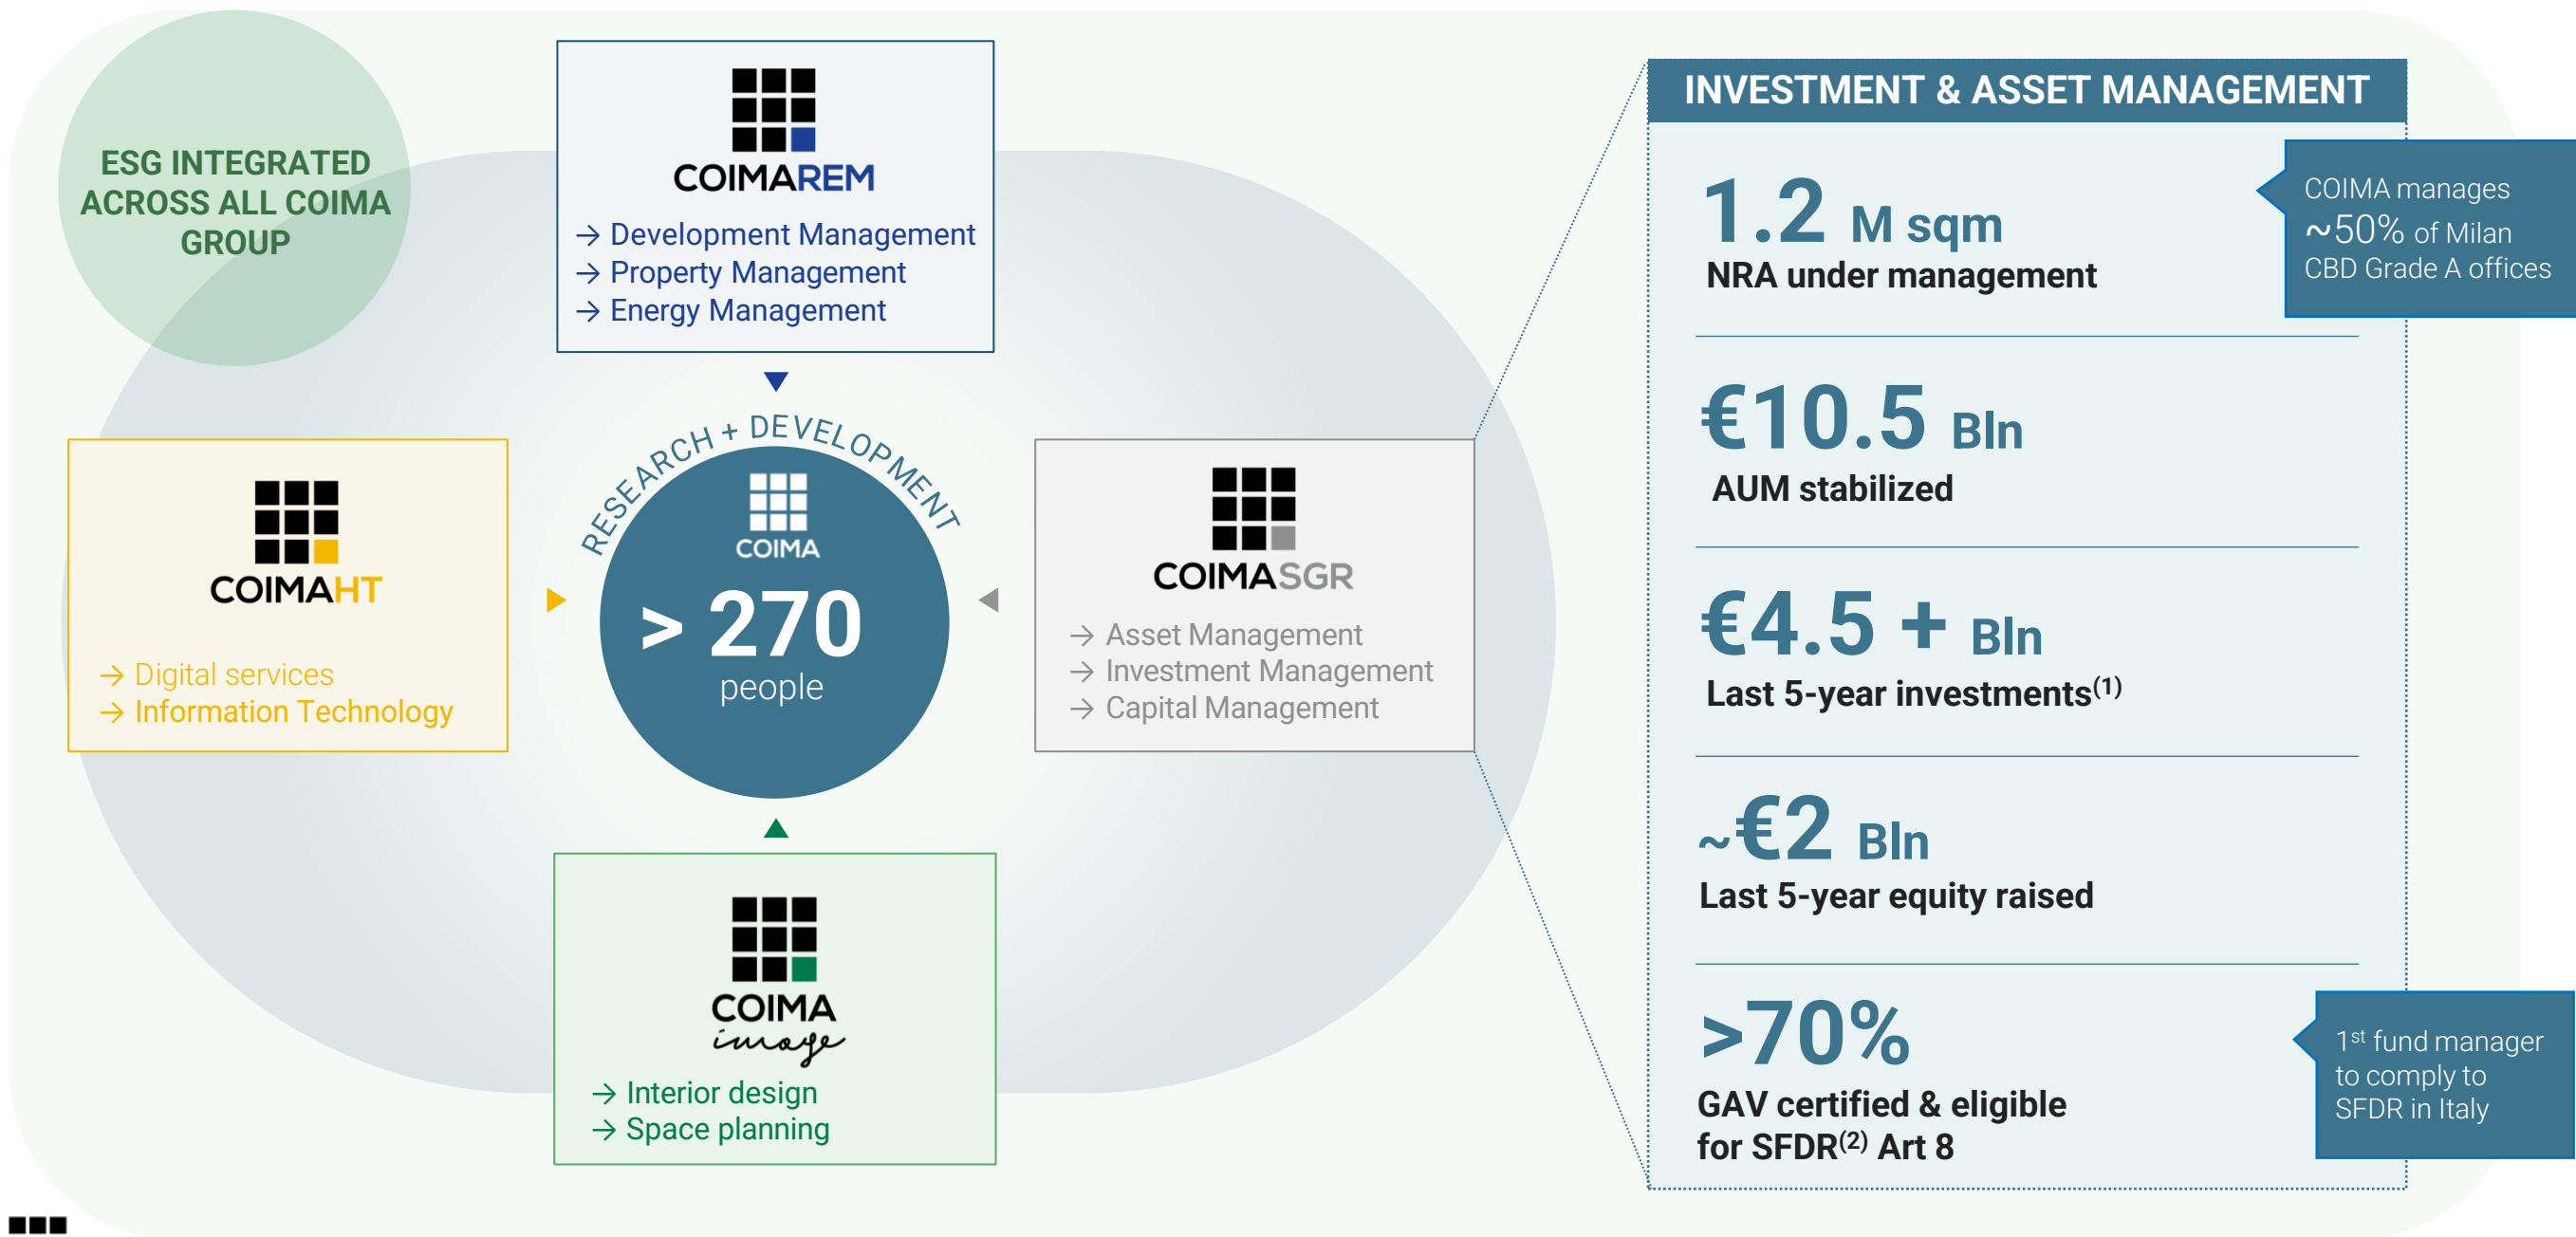 ESG INTEGRATED
ACROSS ALL COIMA
GROUP
COIMAREM
→ Development Management
→ Property Management
→ Energy Management
COIMAHT
→ Digital services
→ Information Technology
RESEARCH + DEVELOPMENT
COIMA
> 270
people
COIMASGR
→ Asset Management
→ Investment Management
→ Capital Management
COIMA
image
→ Interior design
→ Space planning
INVESTMENT & ASSET MANAGEMENT
1.2 M sqm
NRA under management
COIMA manages
~50% of Milan
CBD Grade A offices
€10.5 Bln
AUM stabilized
€4.5 + Bln
Last 5-year investments(1)
~€2 Bln
Last 5-year equity raised
>70%
GAV certified & eligible
for SFDR(2) Art 8
1st fund manager
to comply to
SFDR in Italy